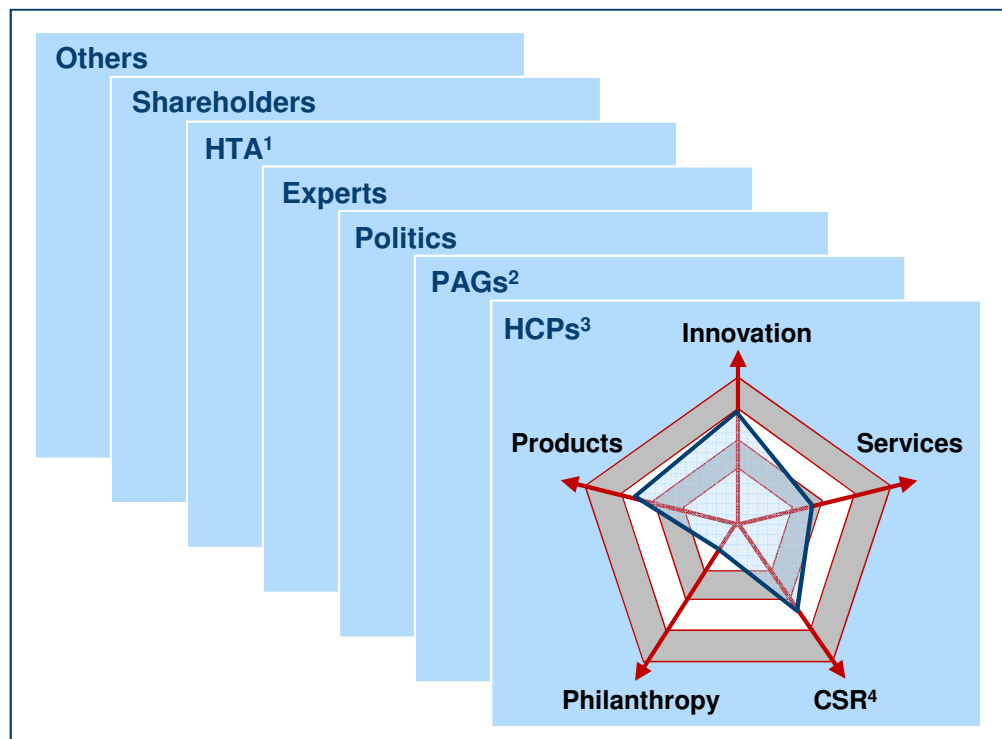 Others
Shareholders
HTA¹
Experts
Politics
PAGs²
HCPs³
Innovation
Products
Services
Philanthropy
CSR⁴